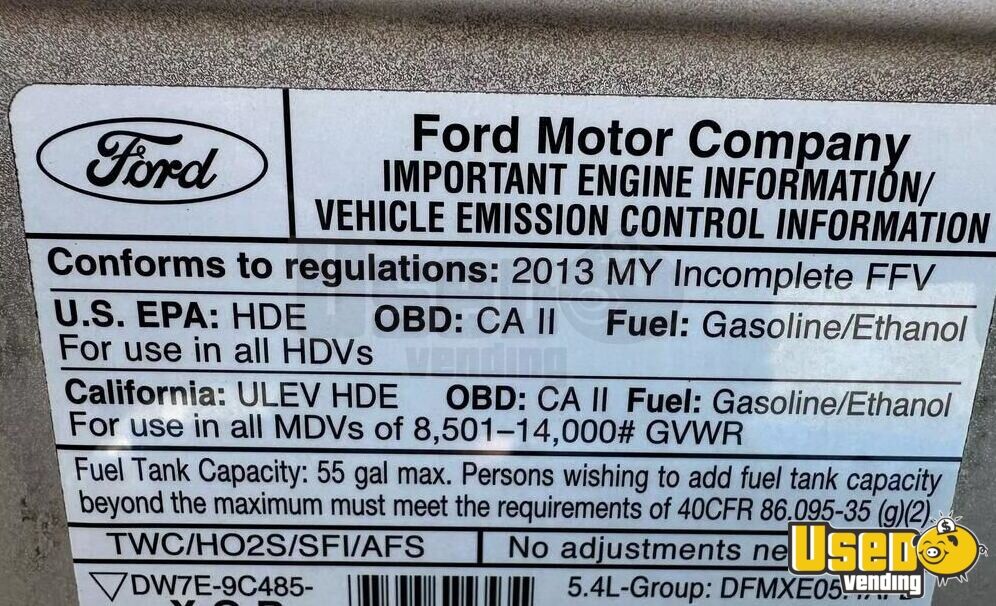 Ford
Ford Motor Company
IMPORTANT ENGINE INFORMATION/
VEHICLE EMISSION CONTROL INFORMATION
Conforms to regulations: 2013 MY Incomplete FFV
U.S. EPA: HDE OBD: CA II Fuel: Gasoline/Ethanol
For use in all HDVs
California: ULEV HDE OBD: CA II Fuel: Gasoline/Ethanol
For use in all MDVs of 8,501–14,000# GVWR
Fuel Tank Capacity: 55 gal max. Persons wishing to add fuel tank capacity
beyond the maximum must meet the requirements of 40CFR 86.095-35 (g)(2)
TWC/HO2S/SFI/AFS No adjustments
DW7E-9C485-
5.4L-Group:
Used
vending